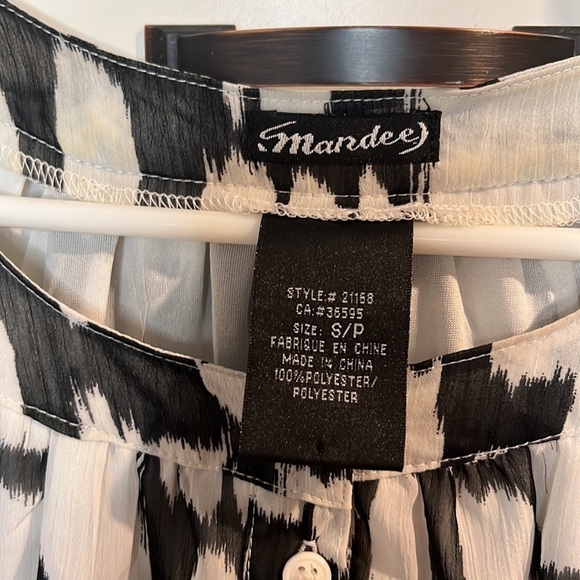 mandee
STYLE:# 21168
CA:#36595
SIZE: S/P
FABRIQUE EN CHINE
MADE IN CHINA
100%POLYESTER/
POLYESTER